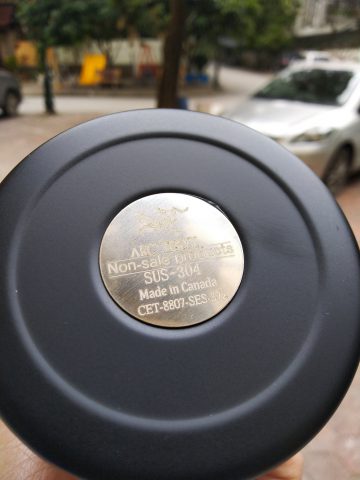 Non-sale products
SUS-304
Made in Canada
CET-8807-SES